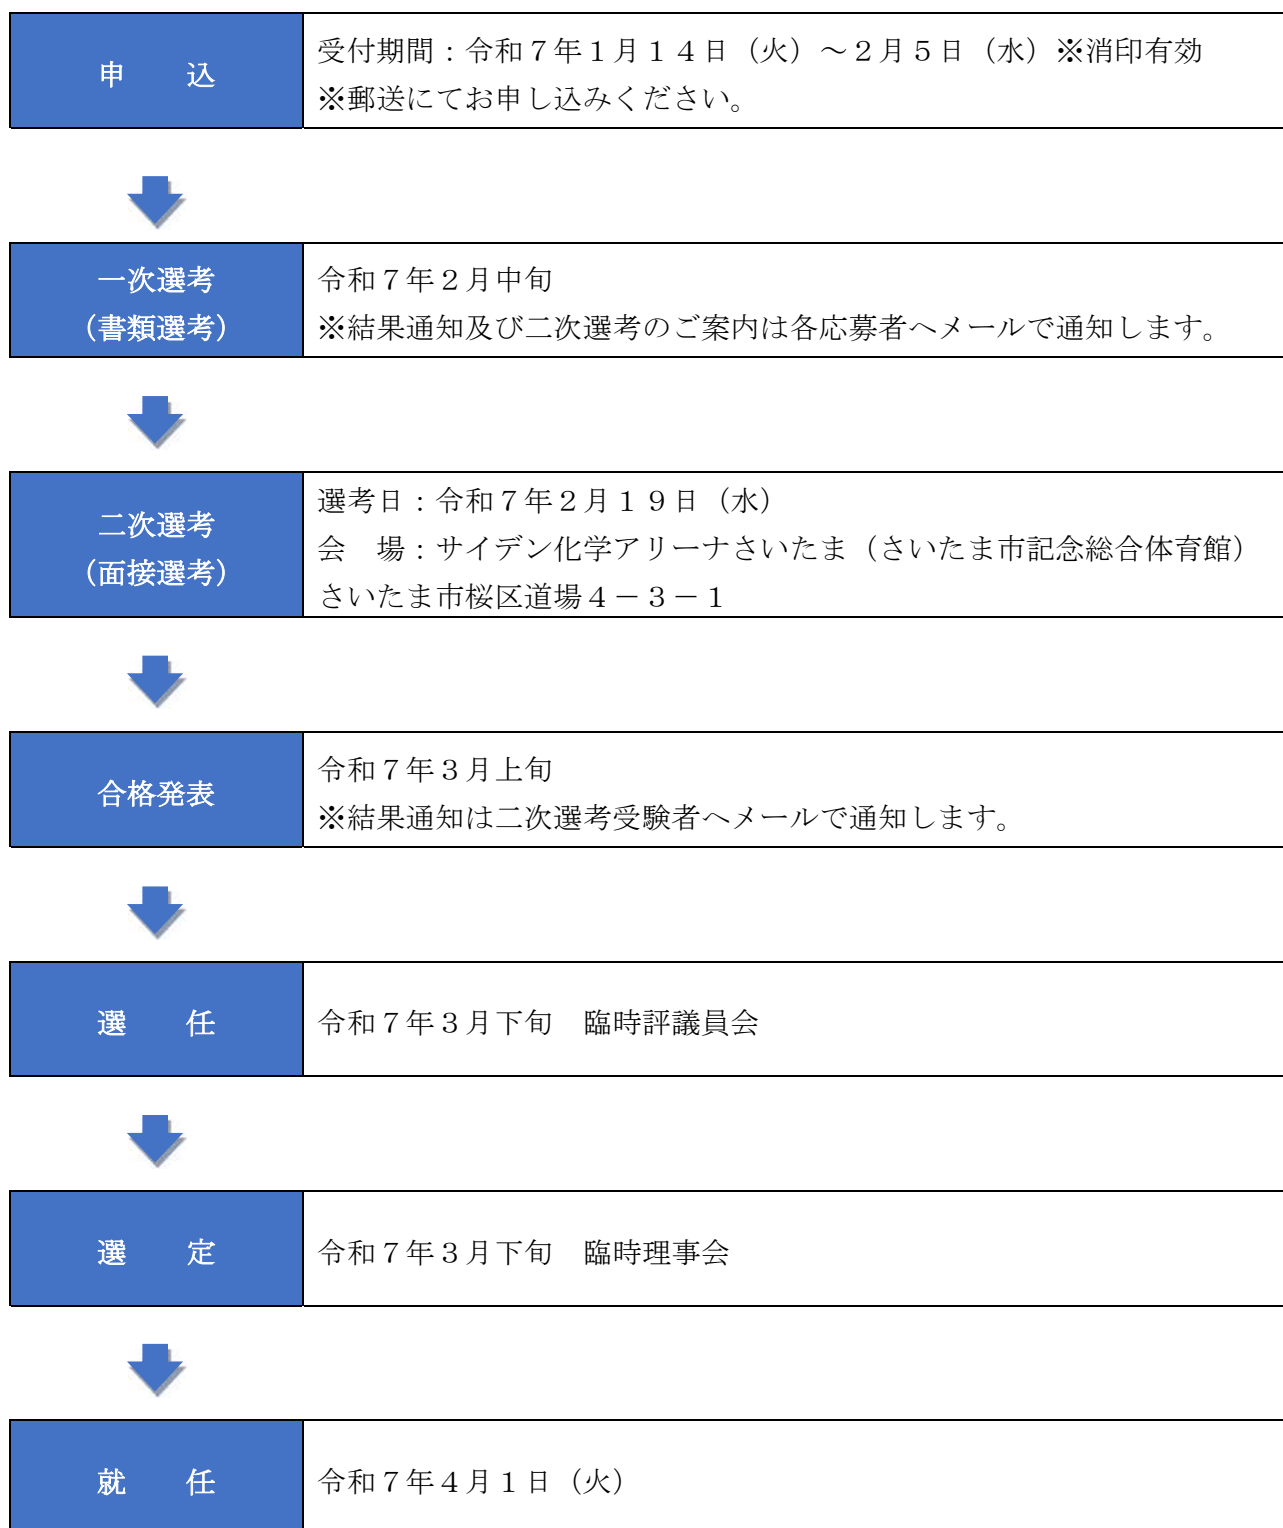 申　　込
受付期間：令和７年１月１４日（火）～２月５日（水）※消印有効
※郵送にてお申し込みください。
一次選考
（書類選考）
令和７年２月中旬
※結果通知及び二次選考のご案内は各応募者へメールで通知します。
二次選考
（面接選考）
選考日：令和７年２月１９日（水）
会　場：サイデン化学アリーナさいたま（さいたま市記念総合体育館）
さいたま市桜区道場４－３－１
合格発表
令和７年３月上旬
※結果通知は二次選考受験者へメールで通知します。
選　　任
令和７年３月下旬　臨時評議員会
選　　定
令和７年３月下旬　臨時理事会
就　　任
令和７年４月１日（火）